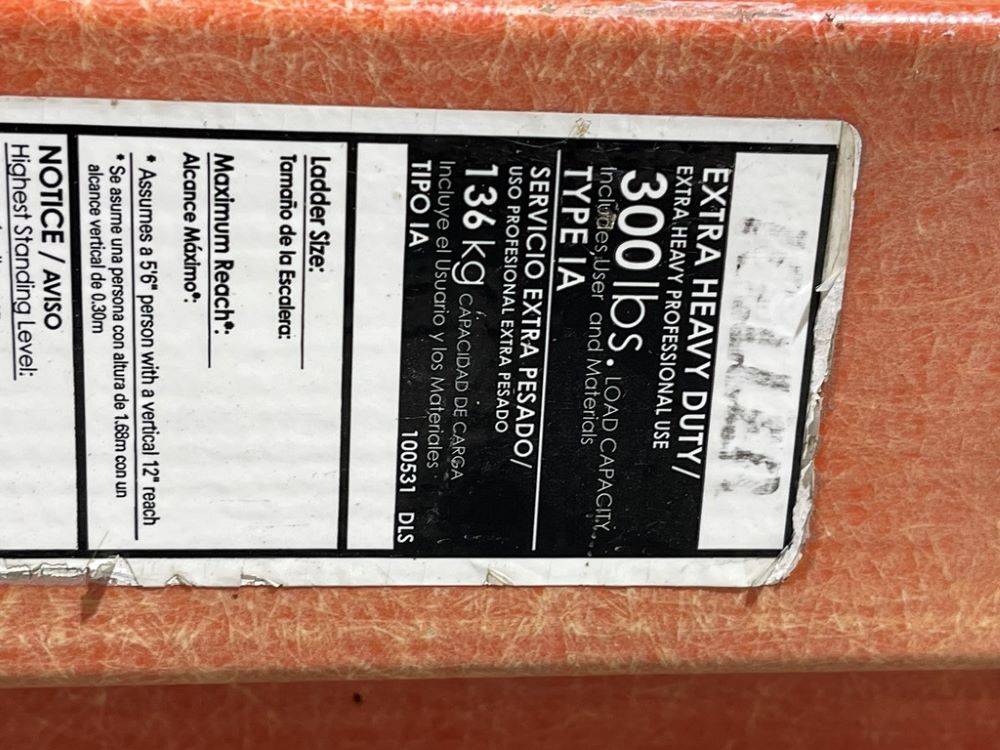 EXTRA HEAVY DUTY/
EXTRA HEAVY PROFESSIONAL USE
300 lbs. LOAD CAPACITY
Includes User and Materials
TYPE IA
SERVICIO EXTRA PESADO/
USO PROFESIONAL EXTRA PESADO
136 kg CAPACIDAD DE CARGA
Incluye el Usuario y los Materiales
TIPO IA 100531 DLS
Ladder Size:
Tamaño de la Escalera:
Maximum Reach*:
Alcance Máximo*:
* Assumes a 5'6" person with a vertical 12" reach
* Se asume una persona con altura de 1.68m con un
alcance vertical de 0.30m
NOTICE / AVISO
Highest Standing Level: